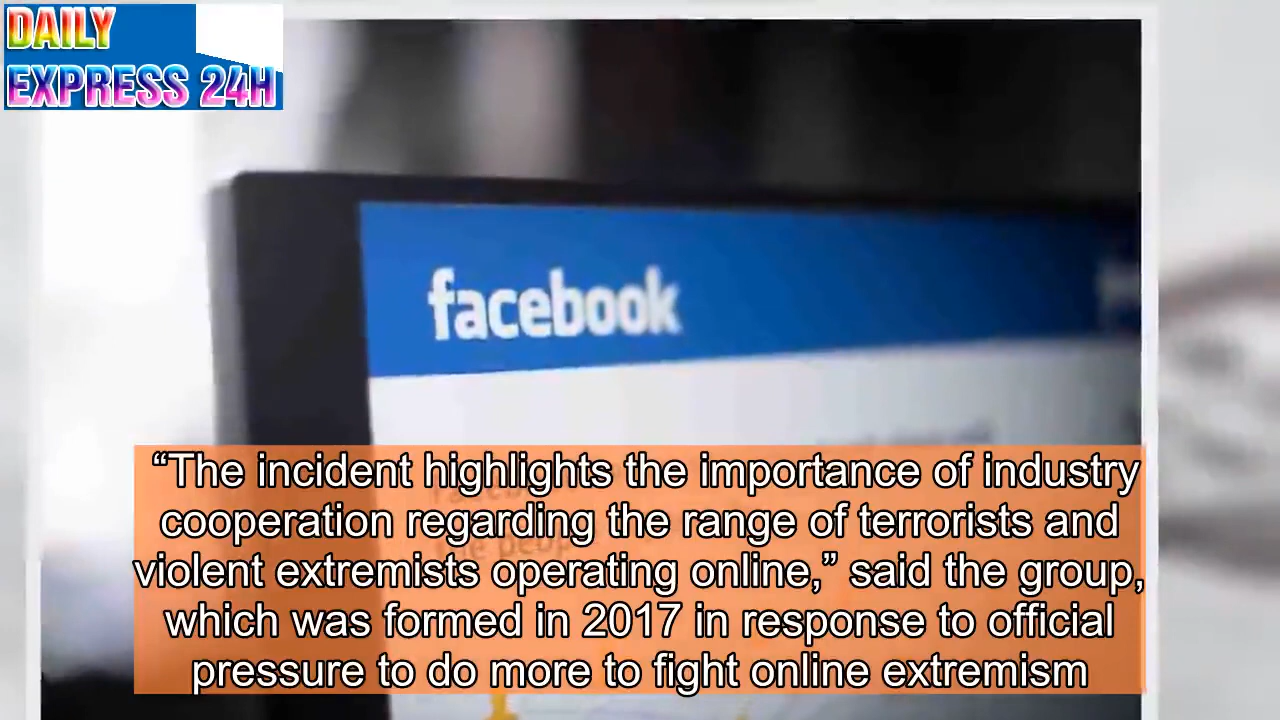 DAILY
EXPRESS 24H
facebook
“The incident highlights the importance of industry
cooperation regarding the range of terrorists and
violent extremists operating online,” said the group,
which was formed in 2017 in response to official
pressure to do more to fight online extremism